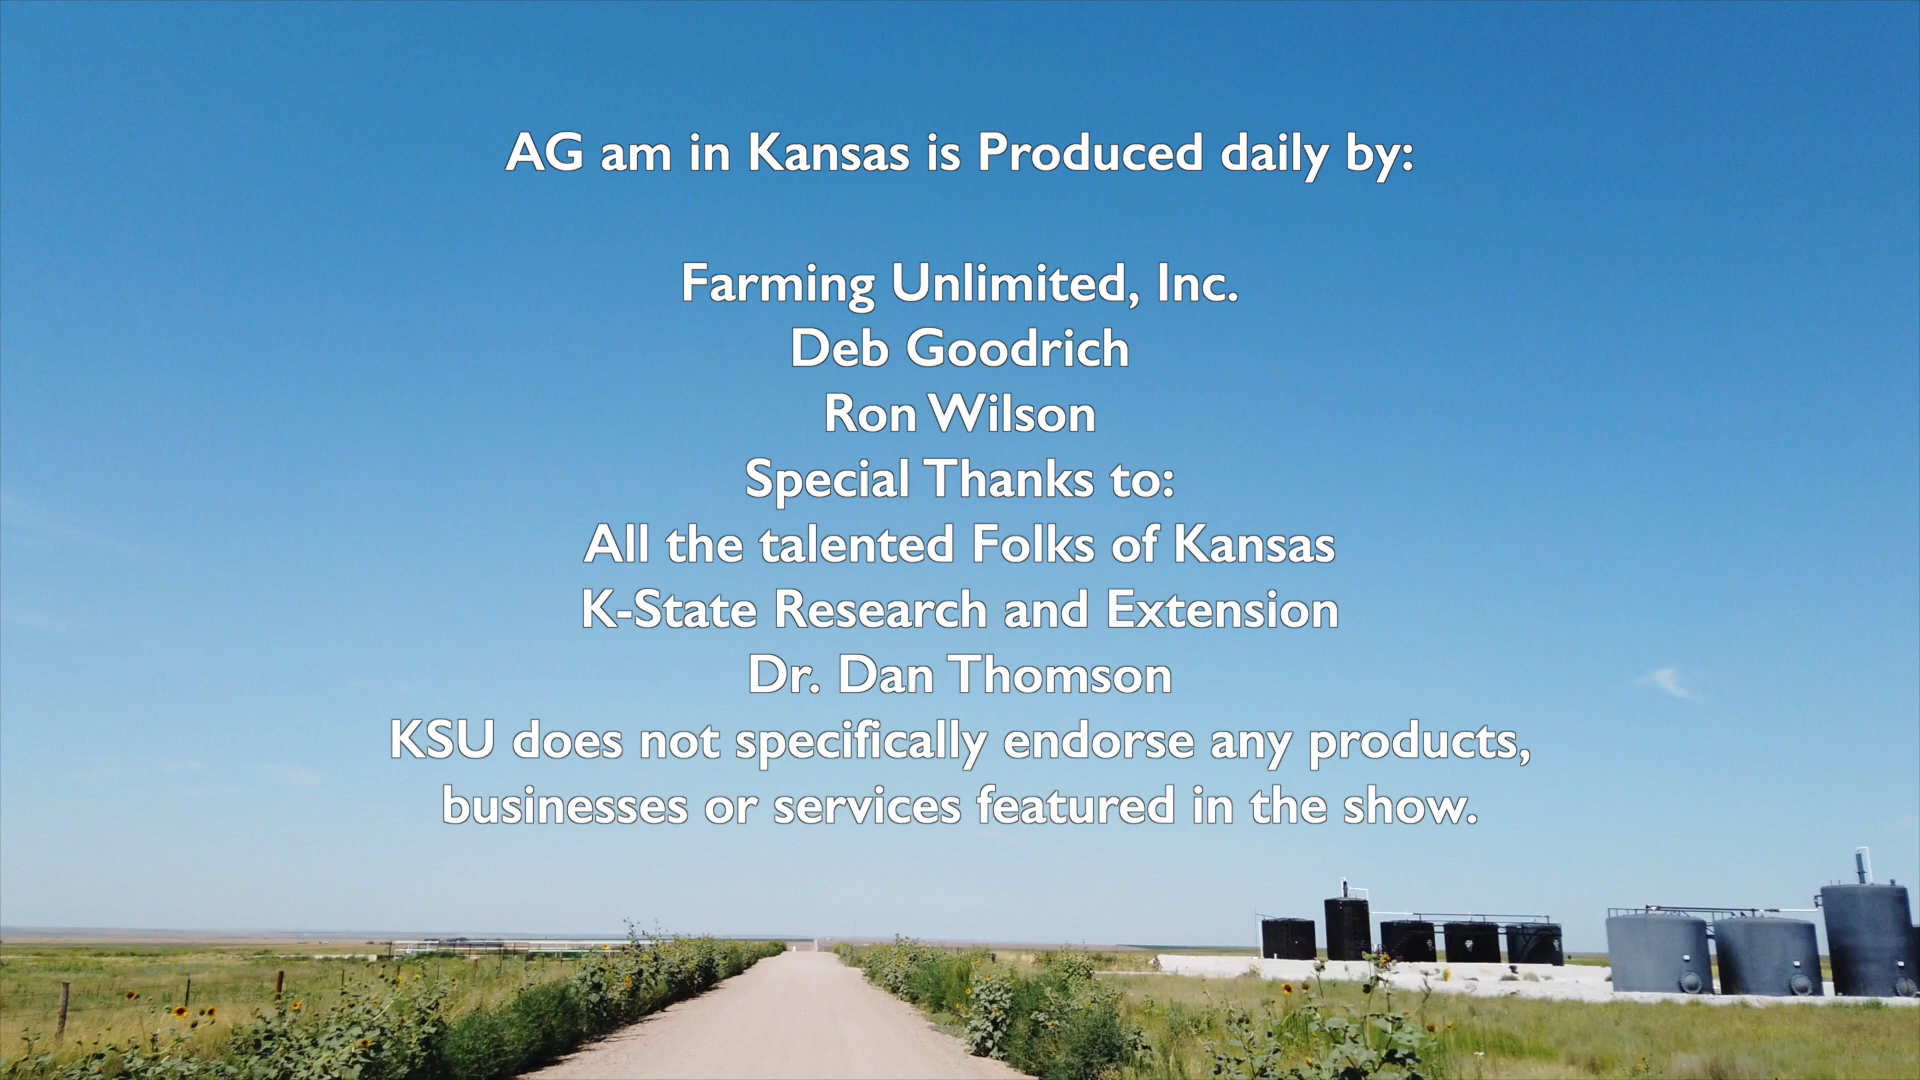 AG am in Kansas is Produced daily by:
Farming Unlimited, Inc.
Deb Goodrich
Ron Wilson
Special Thanks to:
All the talented Folks of Kansas
K-State Research and Extension
Dr. Dan Thomson
KSU does not specifically endorse any products,
businesses or services featured in the show.